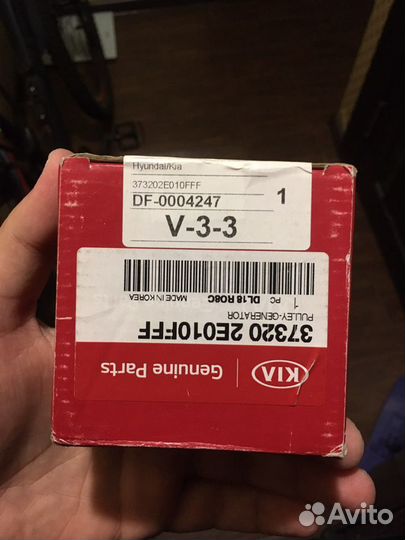 Hyundai/Kia
373202E010FFF
DF-0004247
1
V-3-3
37320 2E010FFF
PULLEY-GENERATOR
1 PC DL18 R08C MADE IN KOREA
KIA
Genuine Parts
Avito